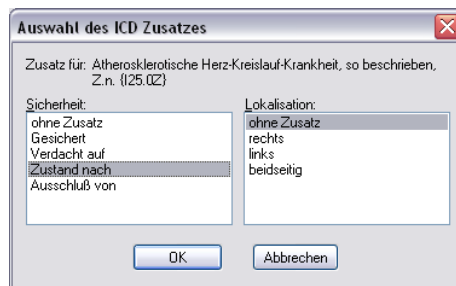 Auswahl des ICD Zusatzes
Zusatz für: Atherosklerotische Herz-Kreislauf-Krankheit, so beschrieben,
Z.n. {I25.0Z}
Sicherheit:
ohne Zusatz
Gesichert
Verdacht auf
Zustand nach
Ausschluß von
Lokalisation:
ohne Zusatz
rechts
links
beidseitig
OK
Abbrechen